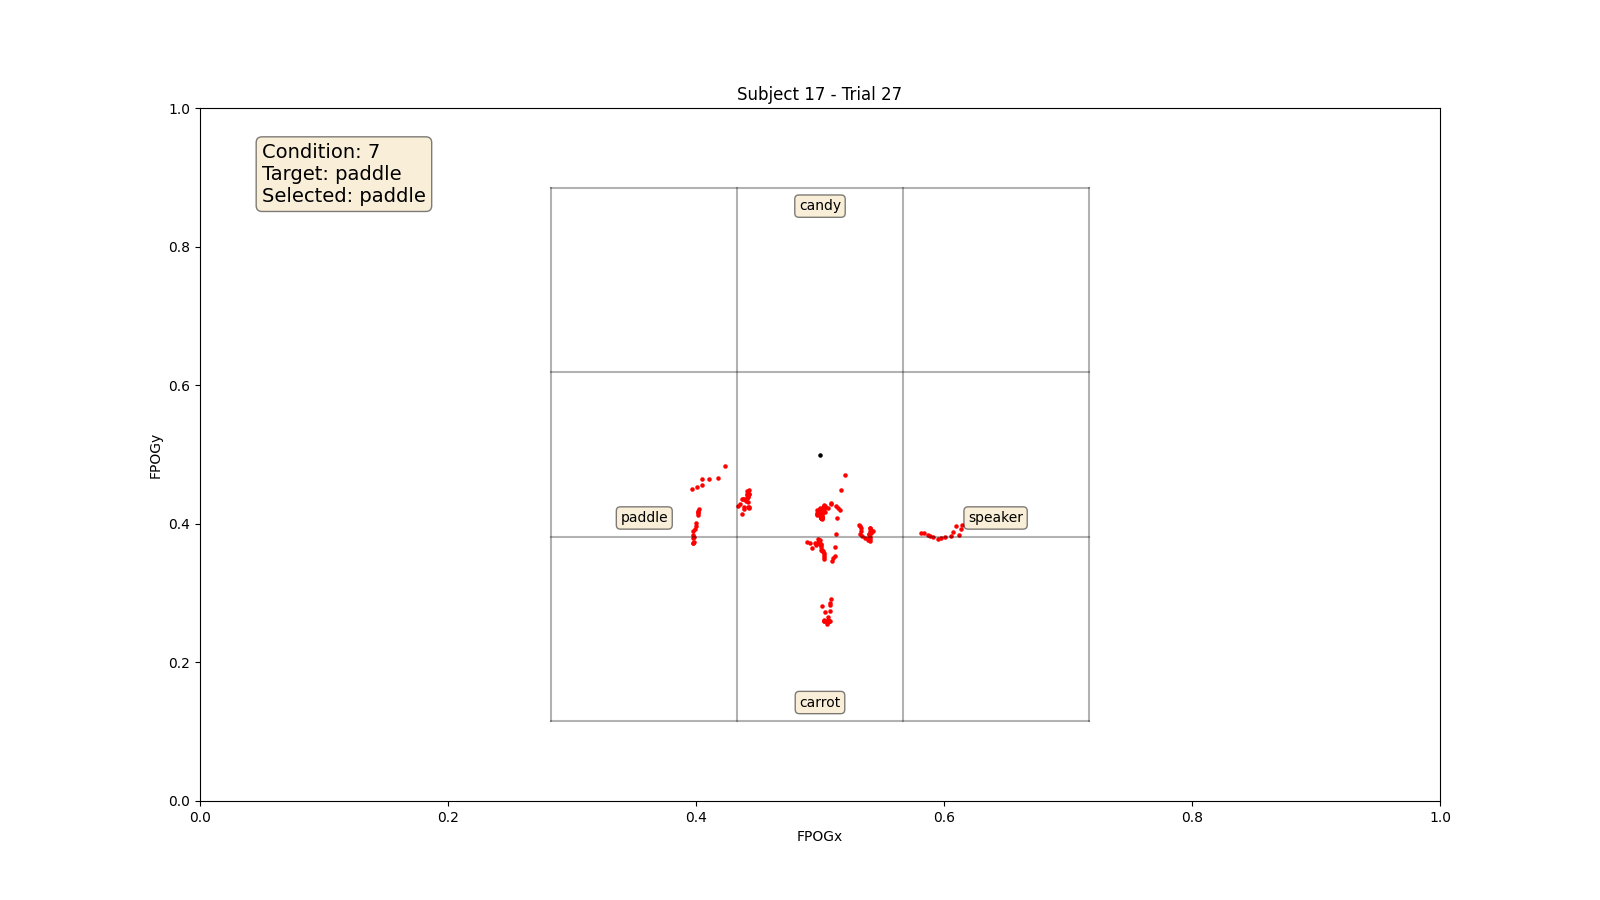 Subject 17 - Trial 27
Condition: 7
Target: paddle
Selected: paddle
candy
paddle
speaker
carrot
1.0
0.8
0.6
0.4
0.2
0.0
FPOGy
0.0
0.2
0.4
0.6
0.8
1.0
FPOGx